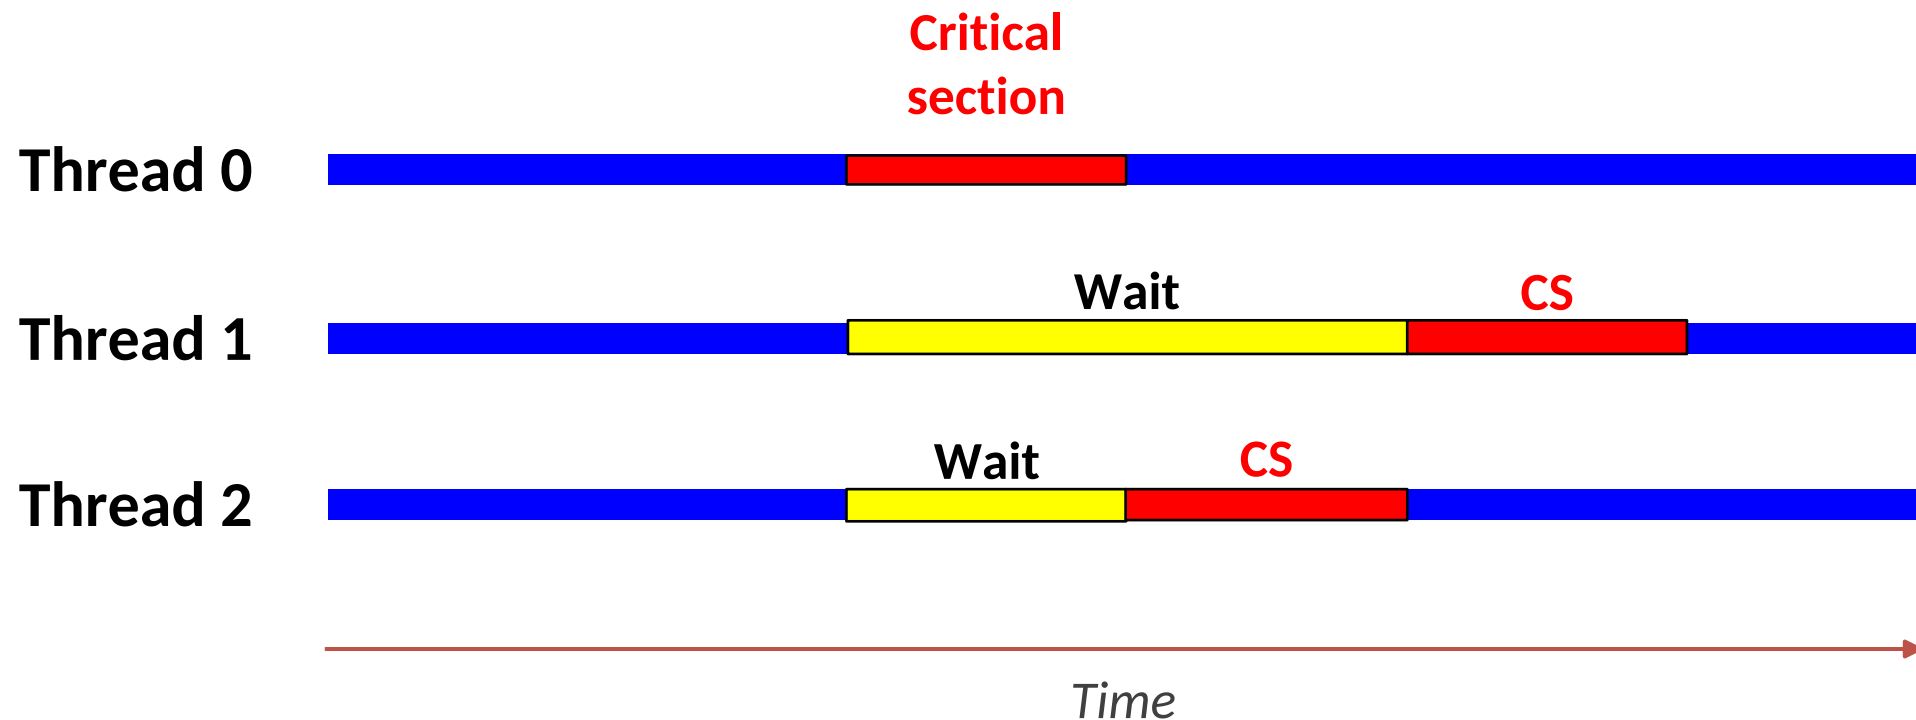 Critical
section
Thread 0
Wait
CS
Thread 1
Wait
CS
Thread 2
Time